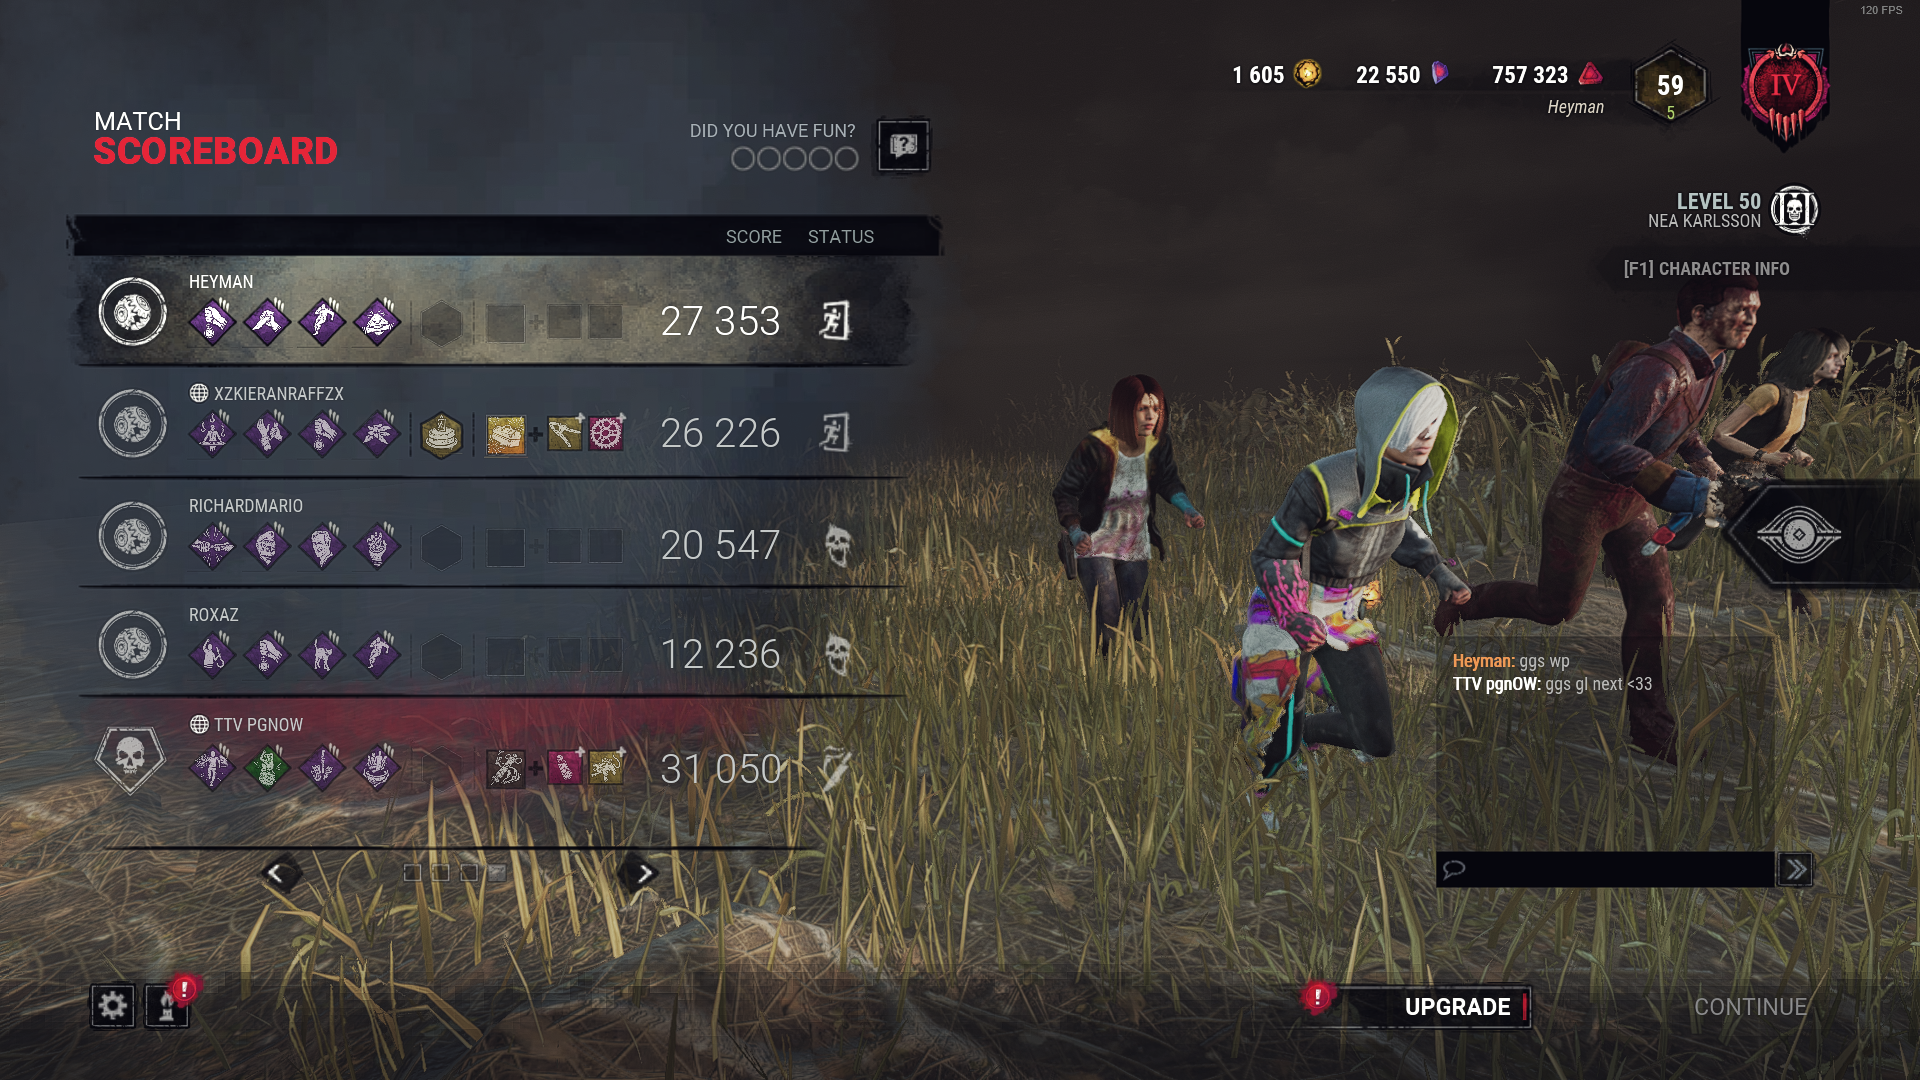 120 FPS
1 605
22 550
757 323
Heyman
59
5
IV
MATCH
SCOREBOARD
DID YOU HAVE FUN?
LEVEL 50
NEA KARLSSON
[F1] CHARACTER INFO
SCORE STATUS
HEYMAN
27 353
XZKIERANRAFFZX
26 226
RICHARDMARIO
20 547
ROXAZ
12 236
TTV PGNOW
31 050
Heyman: ggs wp
TTV pgnOW: ggs gl next <33
UPGRADE
CONTINUE